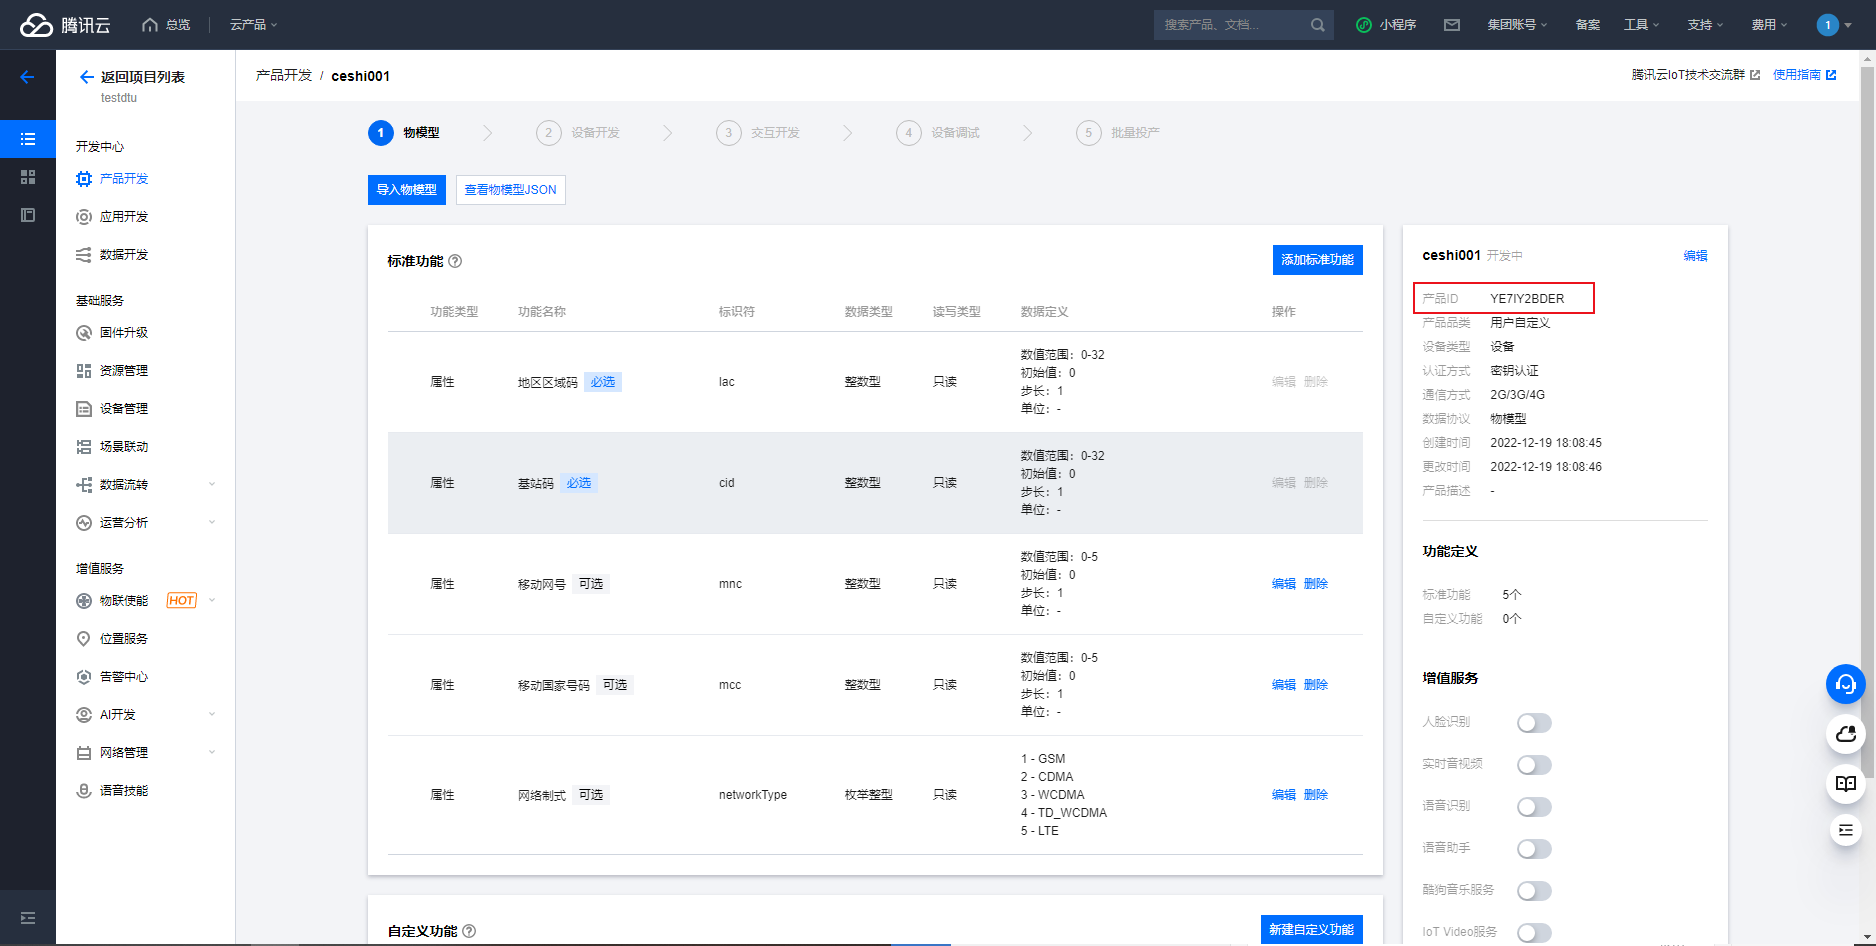 腾讯云 总览 云产品 搜索产品、文档... 小程序 集团账号 备案 工具 支持 费用 1
返回项目列表
testdtu
开发中心
产品开发
应用开发
数据开发
基础服务
固件升级
资源管理
设备管理
场景联动
数据流转
运营分析
增值服务
物联使能 HOT
位置服务
告警中心
AI开发
网络管理
语音技能
产品开发 / ceshi001
腾讯云IoT技术交流群 使用指南
1 物模型 2 设备开发 3 交互开发 4 设备调试 5 批量投产
导入物模型 查看物模型JSON
标准功能 添加标准功能
功能类型 功能名称 标识符 数据类型 读写类型 数据定义 操作
属性 地区区域码 必选 lac 整数型 只读 数值范围：0-32
初始值：0
步长：1
单位：-
编辑 删除
属性 基站码 必选 cid 整数型 只读 数值范围：0-32
初始值：0
步长：1
单位：-
编辑 删除
属性 移动网号 可选 mnc 整数型 只读 数值范围：0-5
初始值：0
步长：1
单位：-
编辑 删除
属性 移动国家号码 可选 mcc 整数型 只读 数值范围：0-5
初始值：0
步长：1
单位：-
编辑 删除
属性 网络制式 可选 networkType 枚举整型 只读 1 - GSM
2 - CDMA
3 - WCDMA
4 - TD_WCDMA
5 - LTE
编辑 删除
自定义功能 新建自定义功能
ceshi001 开发中 编辑
产品ID YE7IY2BDER
产品品类 用户自定义
设备类型 设备
认证方式 密钥认证
通信方式 2G/3G/4G
数据协议 物模型
创建时间 2022-12-19 18:08:45
更改时间 2022-12-19 18:08:46
产品描述 -
功能定义
标准功能 5个
自定义功能 0个
增值服务
人脸识别
实时音视频
语音识别
语音助手
酷狗音乐服务
IoT Video服务